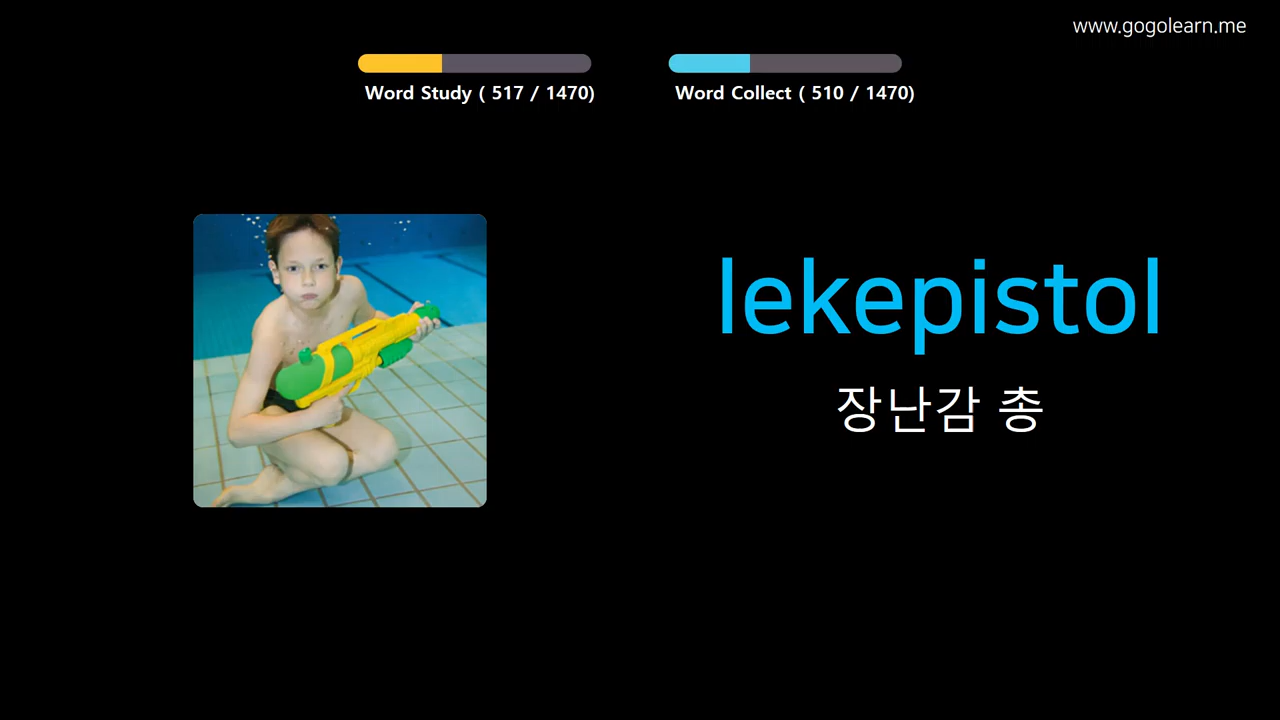 www.gogolearn.me
Word Study ( 517 / 1470)
Word Collect ( 510 / 1470)
lekepistol
장난감 총